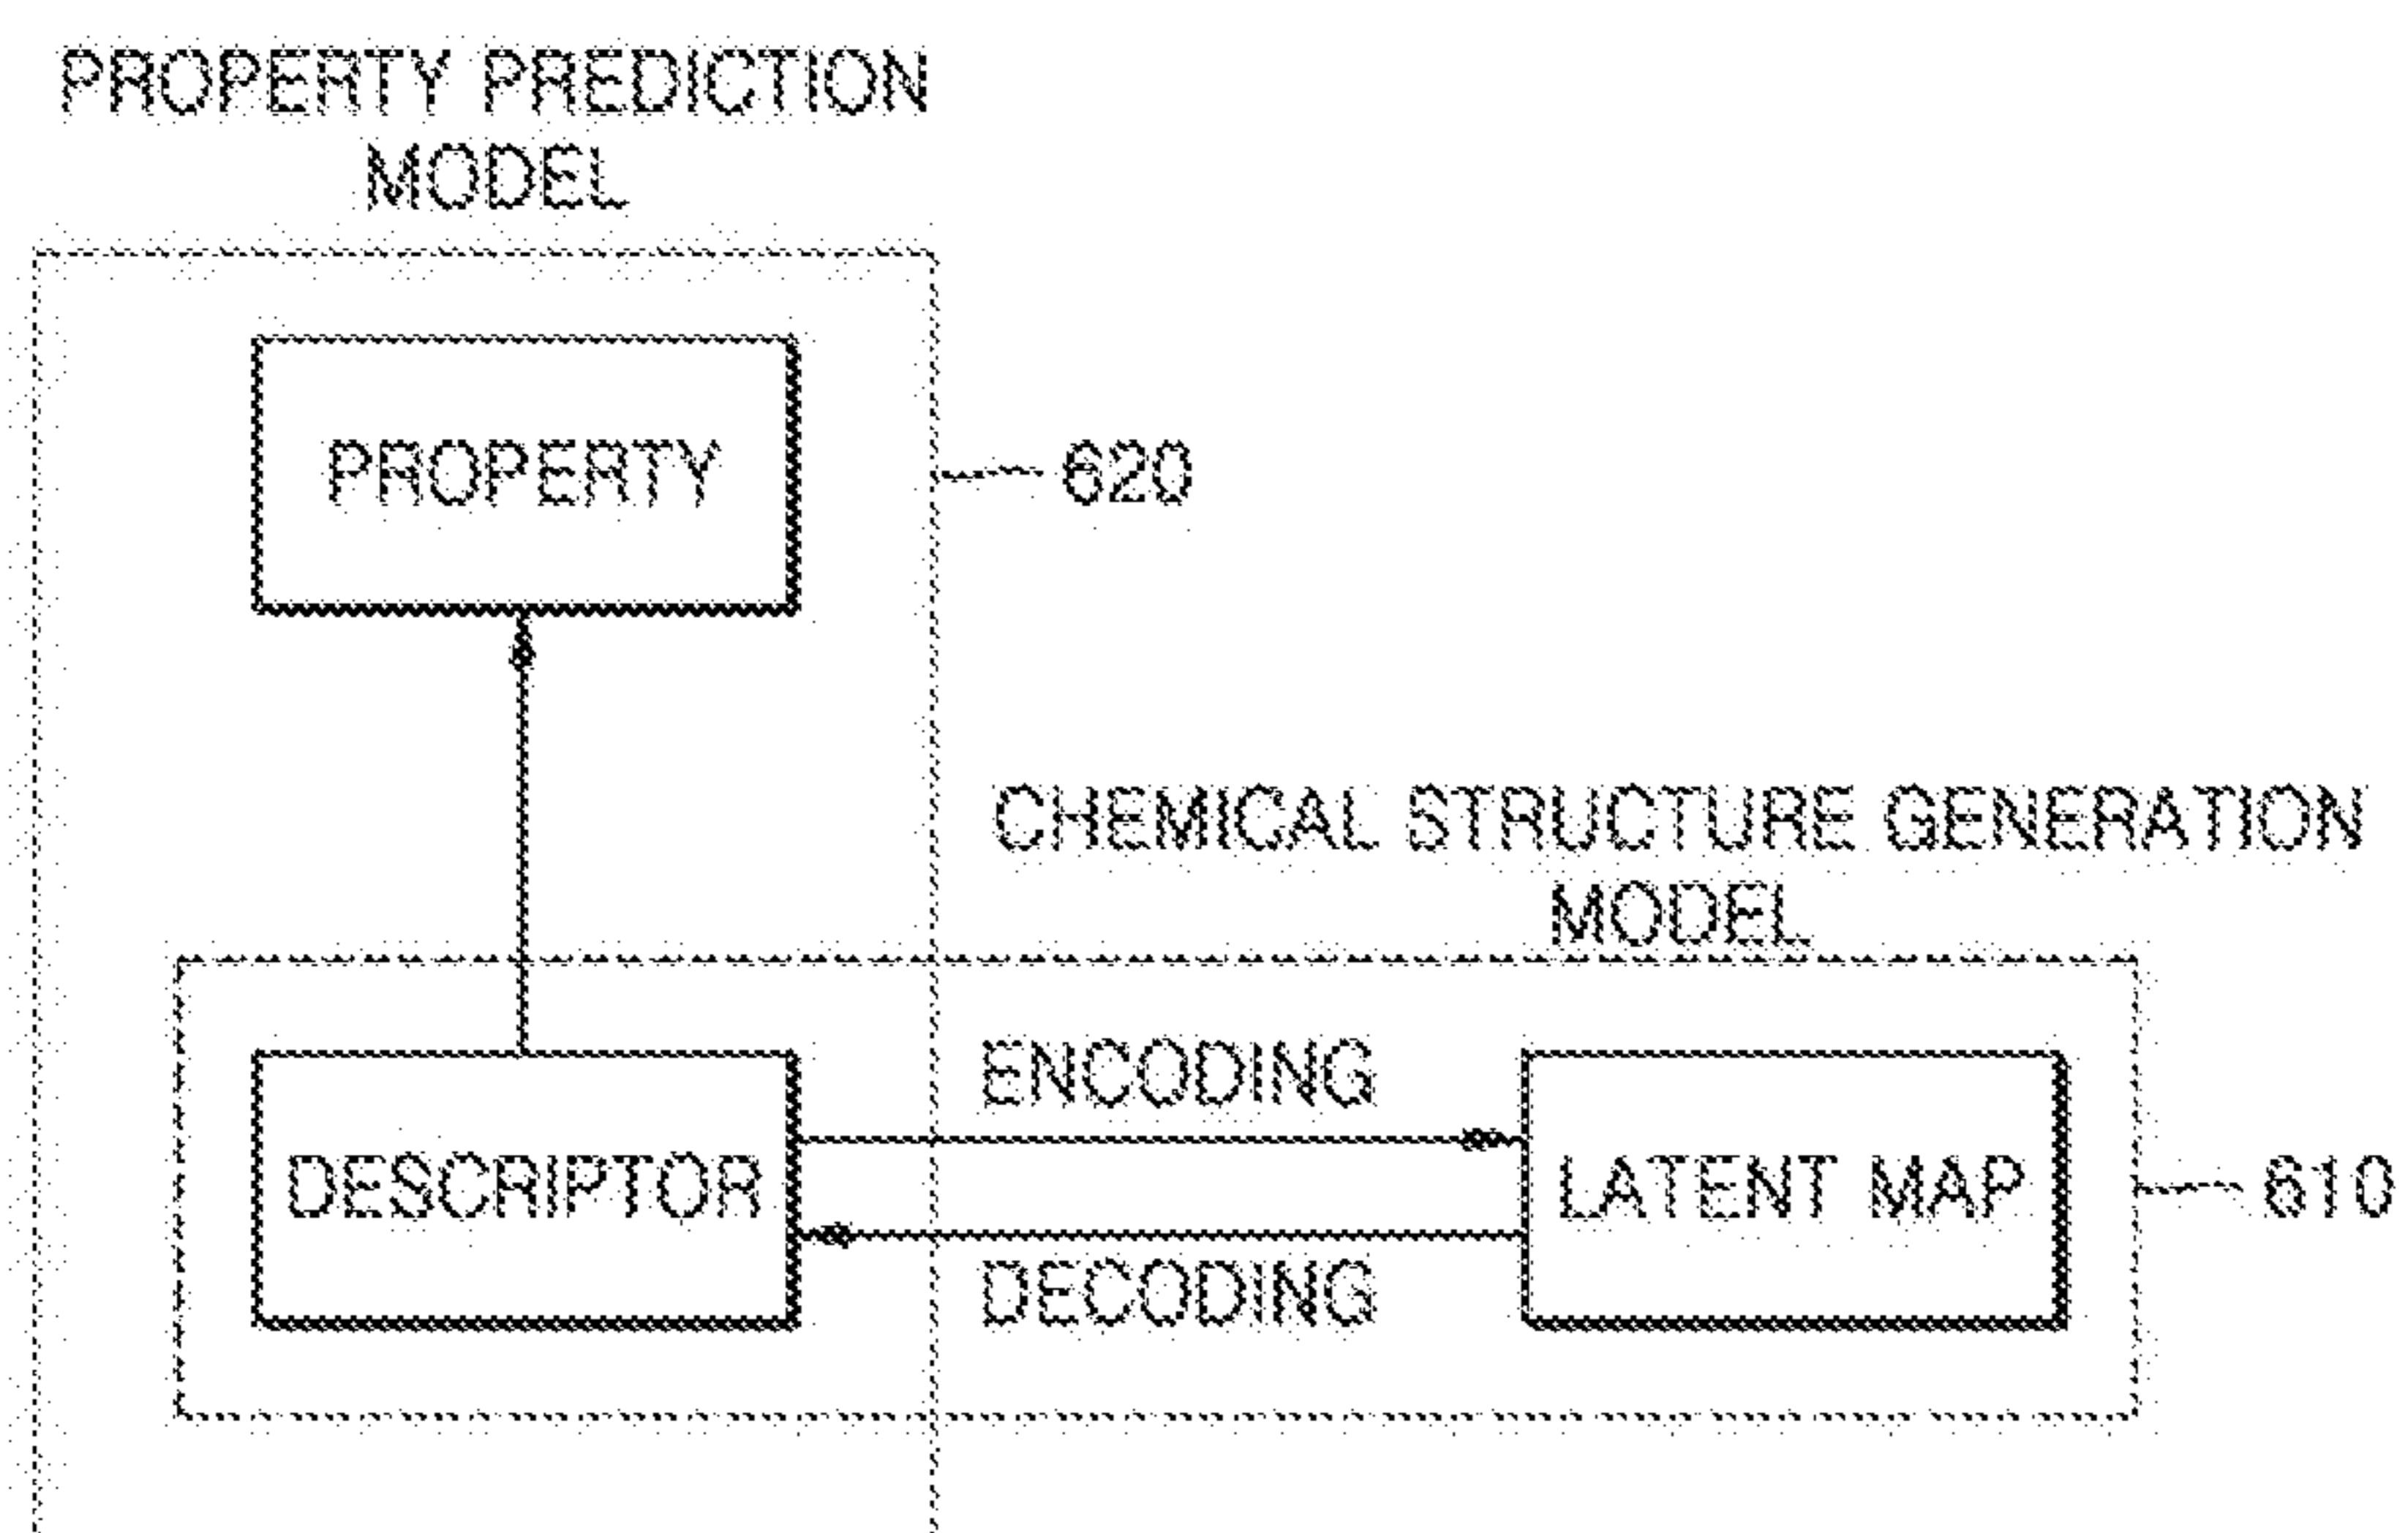 PROPERTY PREDICTION
MODEL
PROPERTY
620
CHEMICAL STRUCTURE GENERATION
MODEL
ENCODING
DESCRIPTOR
LATENT MAP
610
DECODING